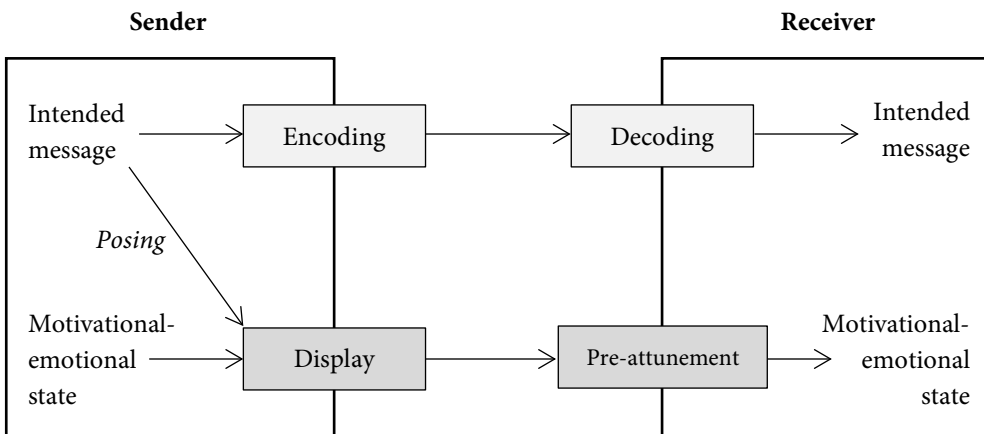 Sender
Receiver
Intended
message
Encoding
Decoding
Intended
message
Posing
Motivational-
emotional
state
Display
Pre-attunement
Motivational-
emotional
state